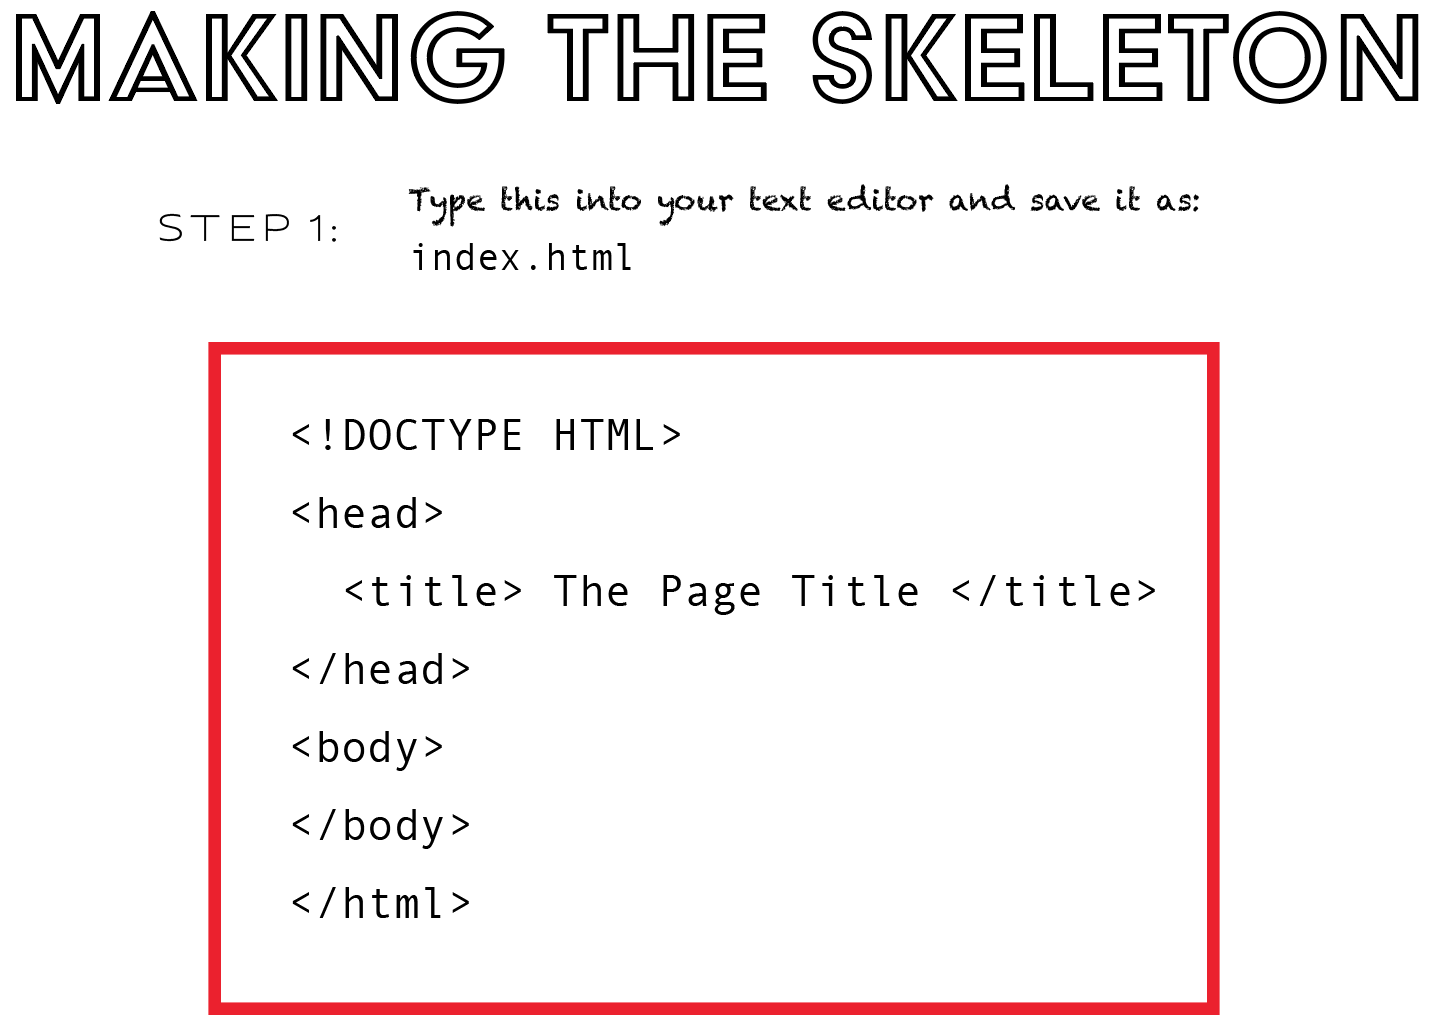 MAKING THE SKELETON
STEP 1:
Type this into your text editor and save it as:
index.html
<!DOCTYPE HTML>
<head>
<title> The Page Title </title>
</head>
<body>
</body>
</html>